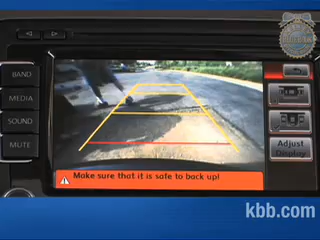 BAND
MEDIA
SOUND
MUTE
Adjust
Display
Make sure that it is safe to back up!
kbb.com